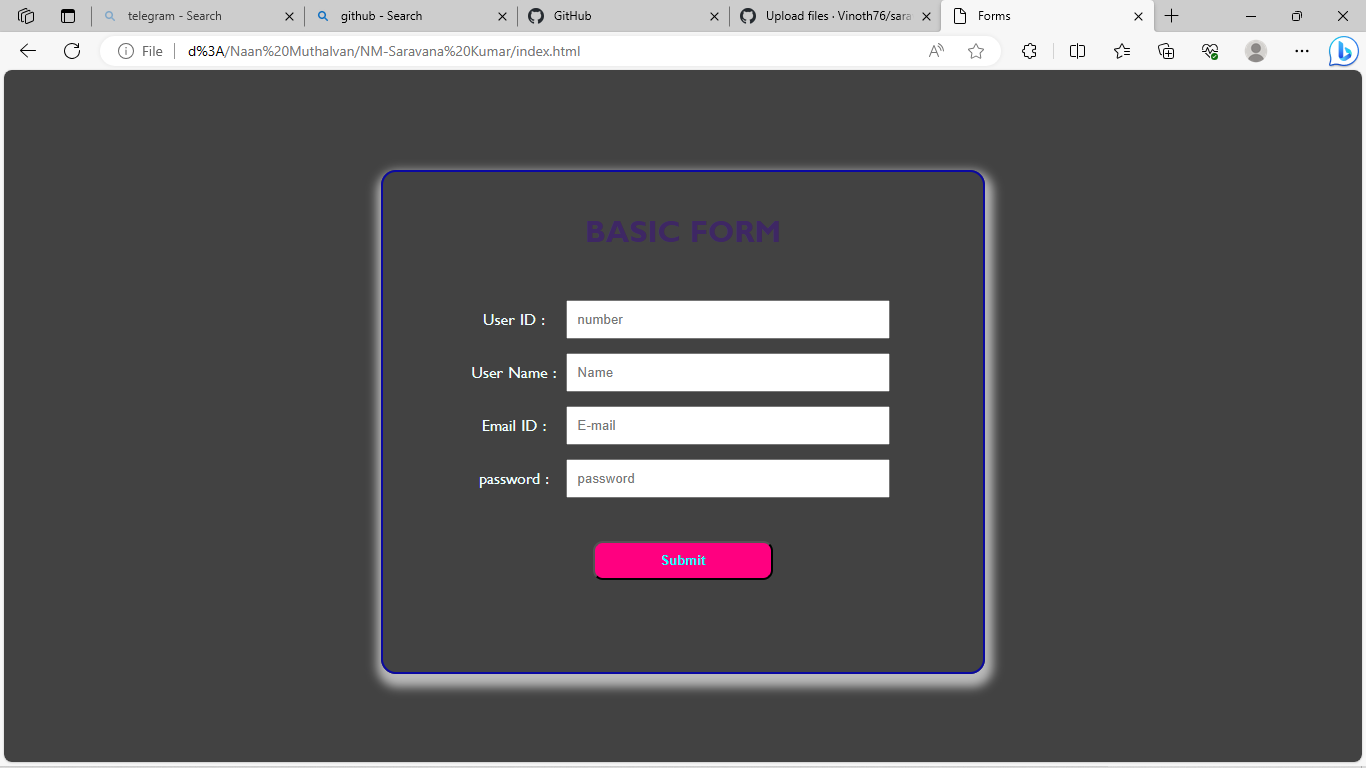 telegram - Search
github - Search
GitHub
Upload files · Vinoth76/sara
Forms
File
d%3A/Naan%20Muthalvan/NM-Saravana%20Kumar/index.html
BASIC FORM
User ID : number
User Name : Name
Email ID : E-mail
password : password
Submit